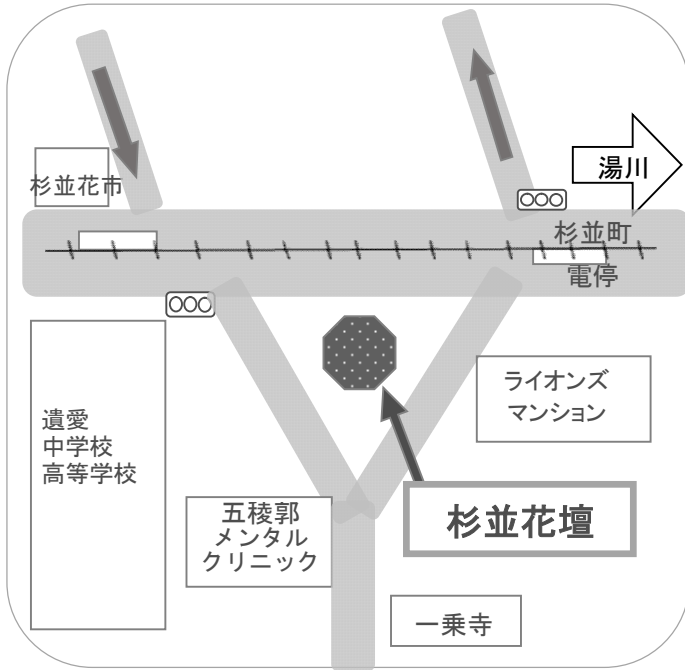 湯川
杉並花市
杉並町
電停
ライオンズ
マンション
遺愛
中学校
高等学校
五稜郭
メンタル
クリニック
杉並花壇
一乗寺